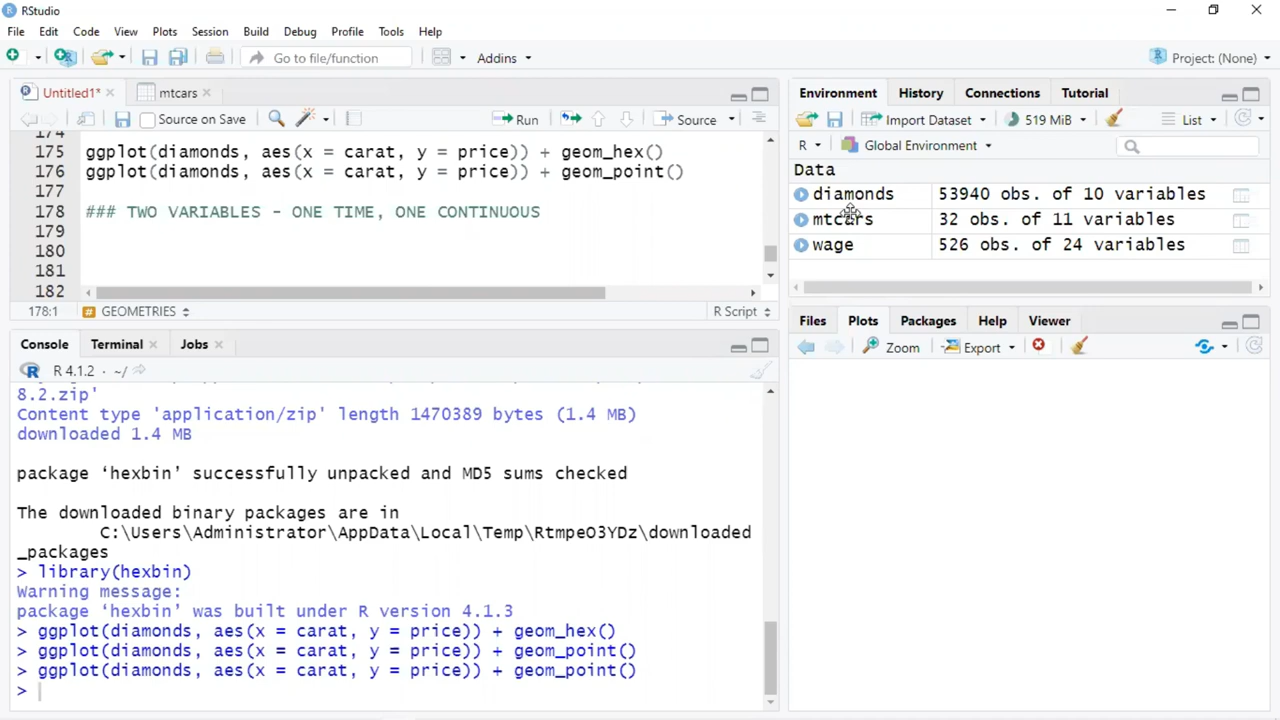 RStudio
File Edit Code View Plots Session Build Debug Profile Tools Help
Go to file/function Addins Project: (None)
Untitled1* mtcars
Source on Save Run Source
174
175 ggplot(diamonds, aes(x = carat, y = price)) + geom_hex()
176 ggplot(diamonds, aes(x = carat, y = price)) + geom_point()
177
178 ### TWO VARIABLES - ONE TIME, ONE CONTINUOUS
179
180
181
182
178:1 # GEOMETRIES R Script
Console Terminal Jobs
R 4.1.2 · ~/
8.2.zip'
Content type 'application/zip' length 1470389 bytes (1.4 MB)
downloaded 1.4 MB
package ‘hexbin’ successfully unpacked and MD5 sums checked
The downloaded binary packages are in
C:\Users\Administrator\AppData\Local\Temp\RtmpeO3YDz\downloaded
_packages
> library(hexbin)
Warning message:
package ‘hexbin’ was built under R version 4.1.3
> ggplot(diamonds, aes(x = carat, y = price)) + geom_hex()
> ggplot(diamonds, aes(x = carat, y = price)) + geom_point()
> ggplot(diamonds, aes(x = carat, y = price)) + geom_point()
>
Environment History Connections Tutorial
Import Dataset 519 MiB List
R Global Environment
Data
diamonds 53940 obs. of 10 variables
mtcars 32 obs. of 11 variables
wage 526 obs. of 24 variables
Files Plots Packages Help Viewer
Zoom Export